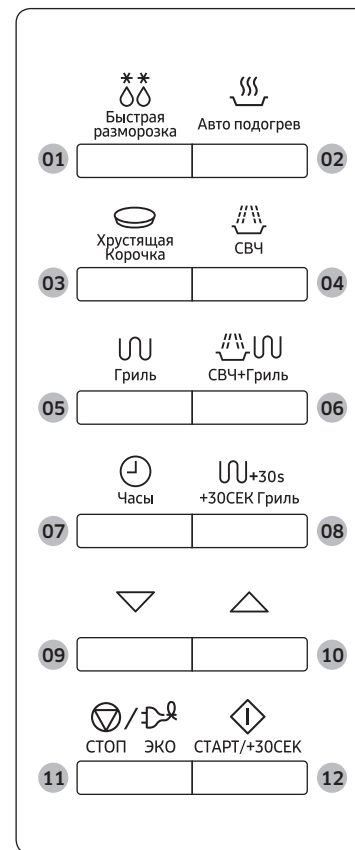 Быстрая
разморозка
Авто подогрев
01
02
Хрустящая
Корочка
СВЧ
03
04
Гриль
СВЧ+Гриль
05
06
+30s
Часы
+30СЕК Гриль
07
08
09
10
СТОП ЭКО
СТАРТ/+30СЕК
11
12